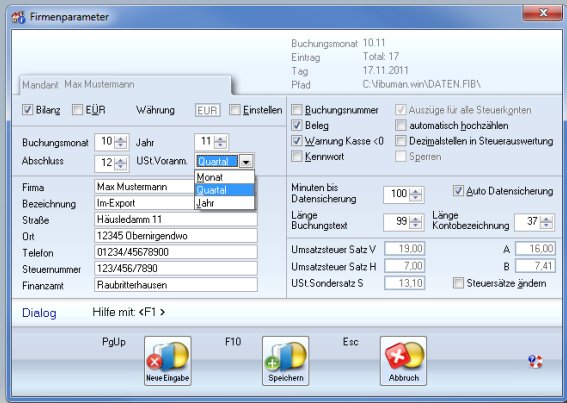 Firmenparameter
Buchungsmonat 10.11
Eintrag Total: 17
Tag 17.11.2011
Pfad C:\fibuman.win\DATEN.FIB\
Mandant Max Mustermann
Bilanz EÜR Währung EUR Einstellen
Buchungsmonat 10 Jahr 11
Abschluss 12 USt.Voranm. Quartal
Monat
Quartal
Jahr
Buchungsnummer Auszüge für alle Steuerkonten
Beleg automatisch hochzählen
Warnung Kasse <0 Dezimalstellen in Steuerauswertung
Kennwort Sperren
Firma Max Mustermann
Bezeichnung Im-Export
Straße Häusledamm 11
Ort 12345 Obernirgendwo
Telefon 01234/45678900
Steuernummer 123/456/7890
Finanzamt Raubritterhausen
Minuten bis
Datensicherung 100 Auto Datensicherung
Länge
Buchungstext 99 Länge
Kontobezeichnung 37
Umsatzsteuer Satz V 19,00 A 16,00
Umsatzsteuer Satz H 7,00 B 7,41
USt.Sondersatz S 13,10 Steuersätze ändern
Dialog Hilfe mit: <F1 >
PgUp Neue Eingabe
F10 Speichern
Esc Abbruch